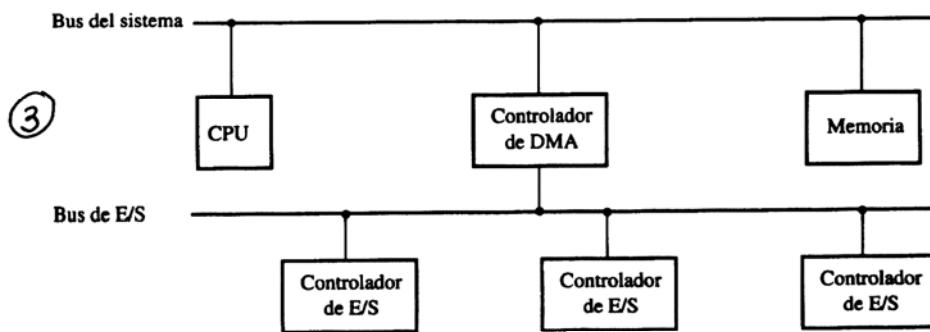 Bus del sistema
3
CPU
Controlador
de DMA
Memoria
Bus de E/S
Controlador
de E/S
Controlador
de E/S
Controlador
de E/S